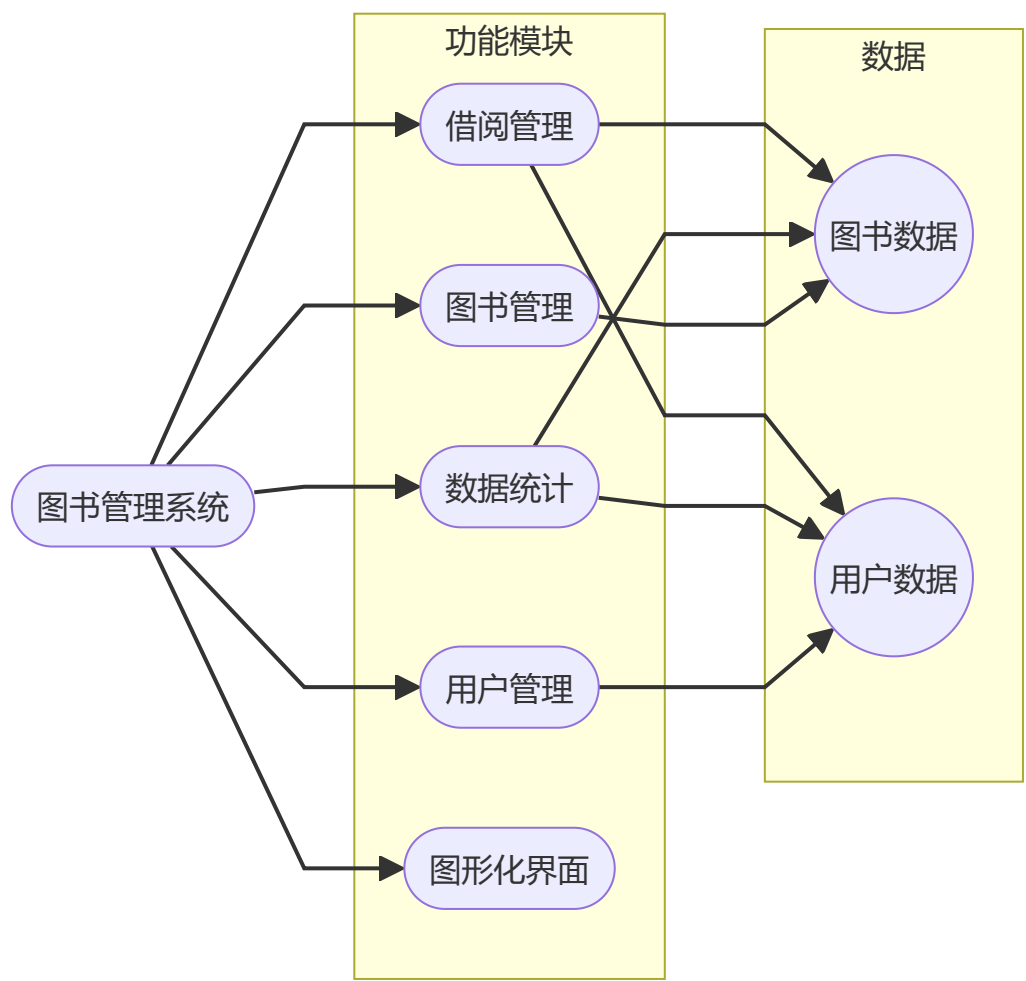 功能模块
数据
借阅管理
图书数据
图书管理
数据统计
图书管理系统
用户数据
用户管理
图形化界面